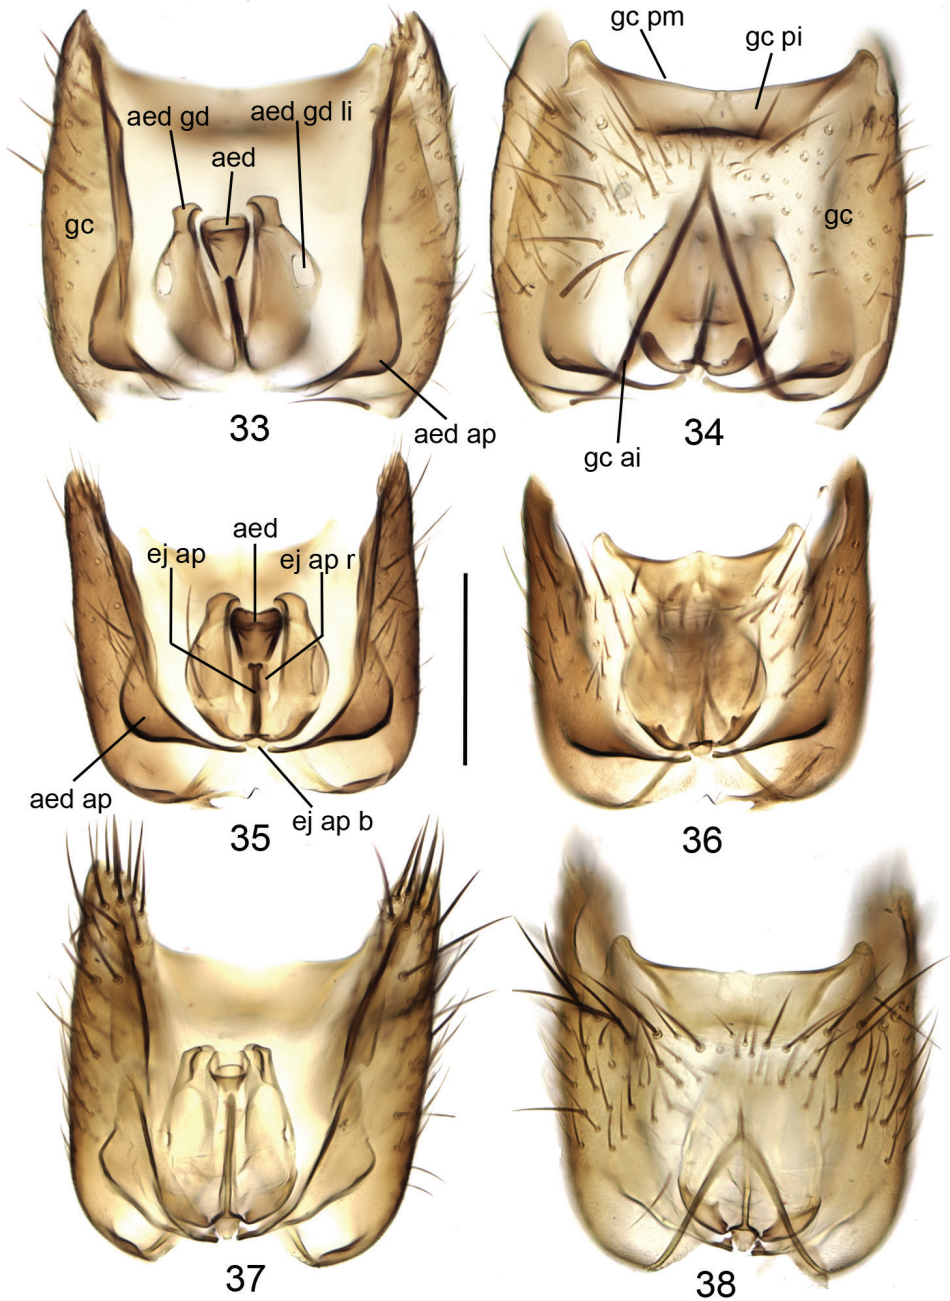 gc pm
gc pi
aed gd
aed gd li
aed
gc
gc
33
34
aed ap
gc ai
aed
ej ap
ej ap r
aed ap
ej ap b
35
36
37
38